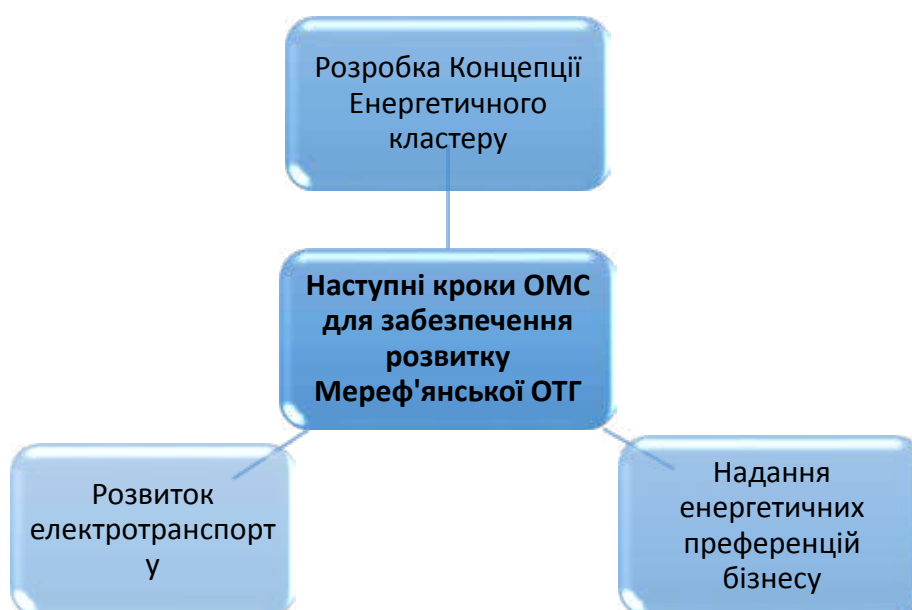 Розробка Концепції
Енергетичного
кластеру
Наступні кроки ОМС
для забезпечення
розвитку
Мереф'янської ОТГ
Розвиток
електротранспорт
у
Надання
енергетичних
преференцій
бізнесу